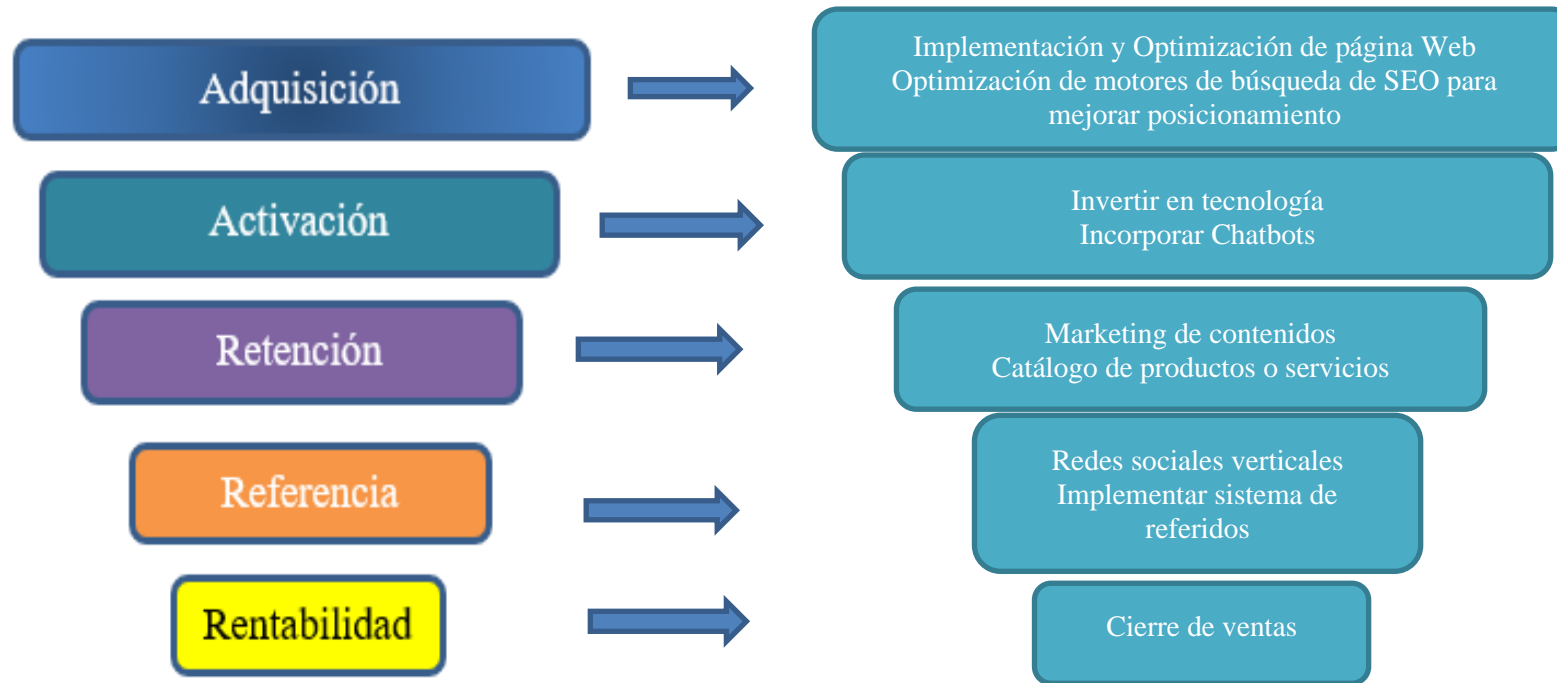 Adquisición
Implementación y Optimización de página Web
Optimización de motores de búsqueda de SEO para
mejorar posicionamiento
Activación
Invertir en tecnología
Incorporar Chatbots
Retención
Marketing de contenidos
Catálogo de productos o servicios
Referencia
Redes sociales verticales
Implementar sistema de
referidos
Rentabilidad
Cierre de ventas